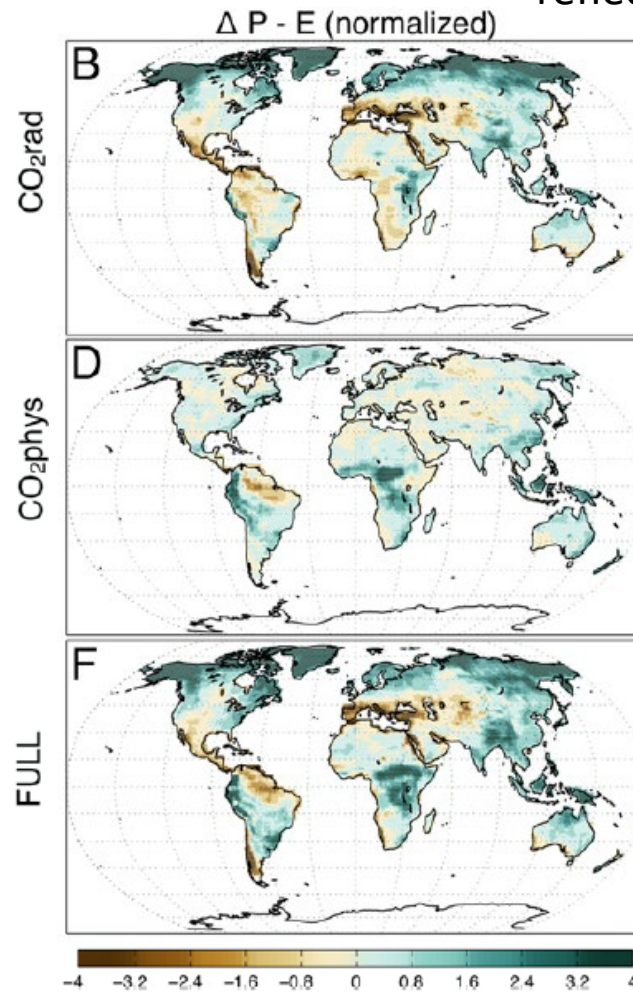 Δ P - E (normalized)
B
CO₂rad
D
CO₂phys
F
FULL
-4 -3.2 -2.4 -1.6 -0.8 0 0.8 1.6 2.4 3.2 4